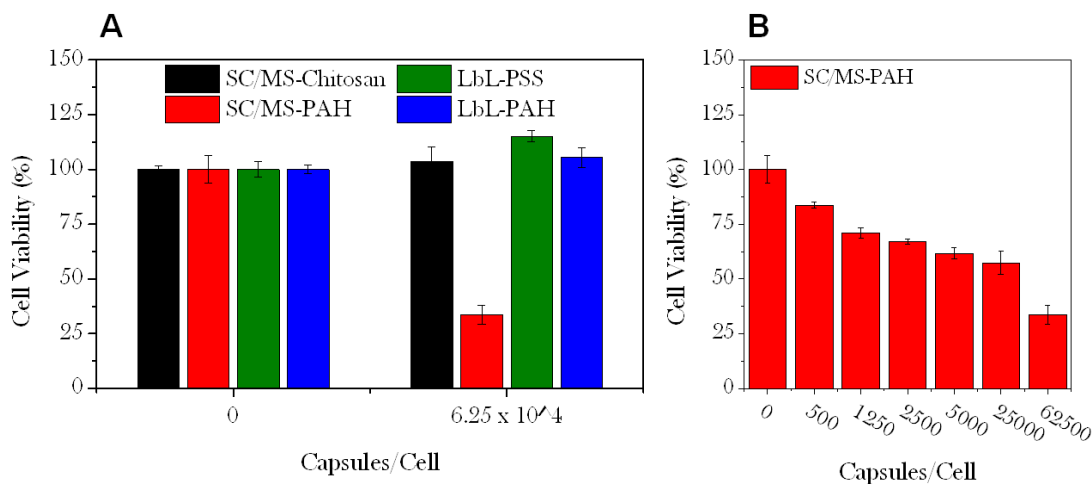 A
150
125
100
75
50
25
0
Cell Viability (%)
SC/MS-Chitosan
SC/MS-PAH
LbL-PSS
LbL-PAH
0
6.25 x 10^4
Capsules/Cell
B
150
125
100
75
50
25
0
Cell Viability (%)
SC/MS-PAH
0
500
1250
2500
5000
25000
62500
Capsules/Cell